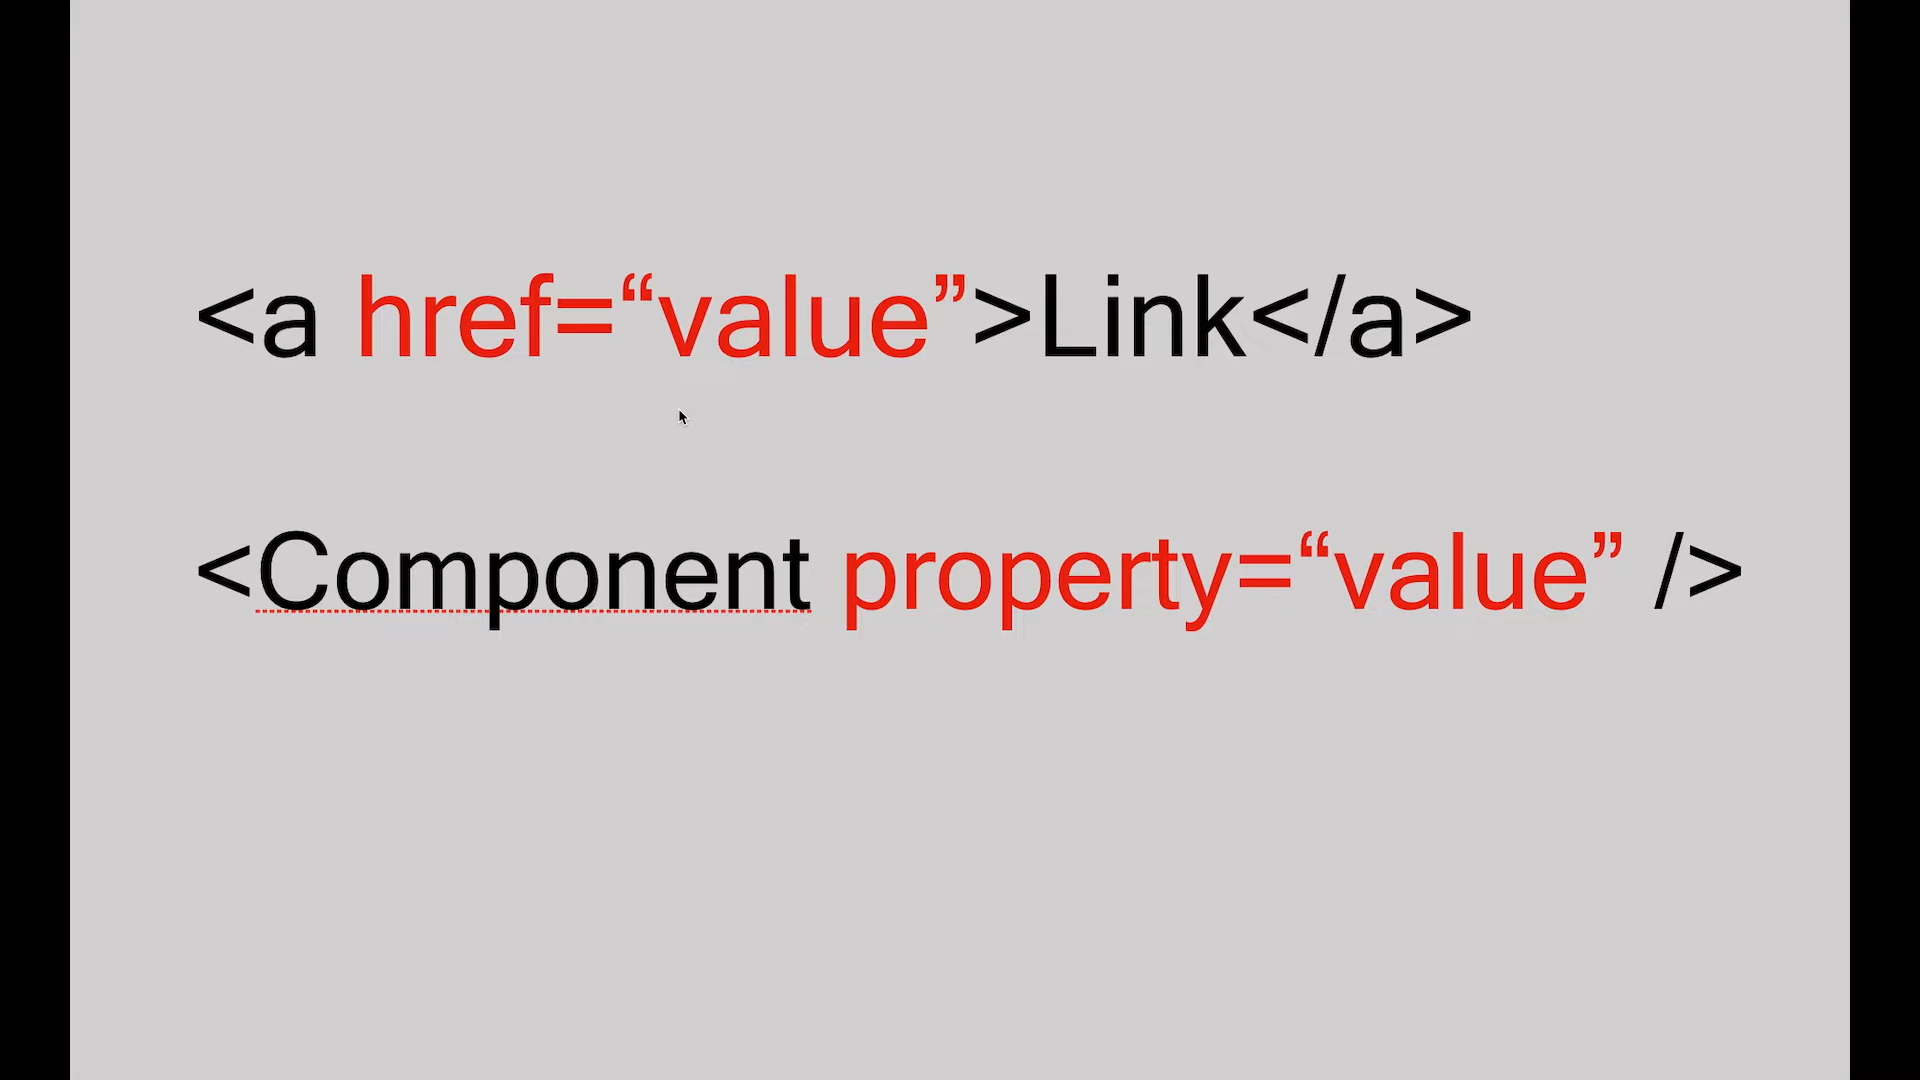 <a href=“value”>Link</a>
<Component property=“value” />